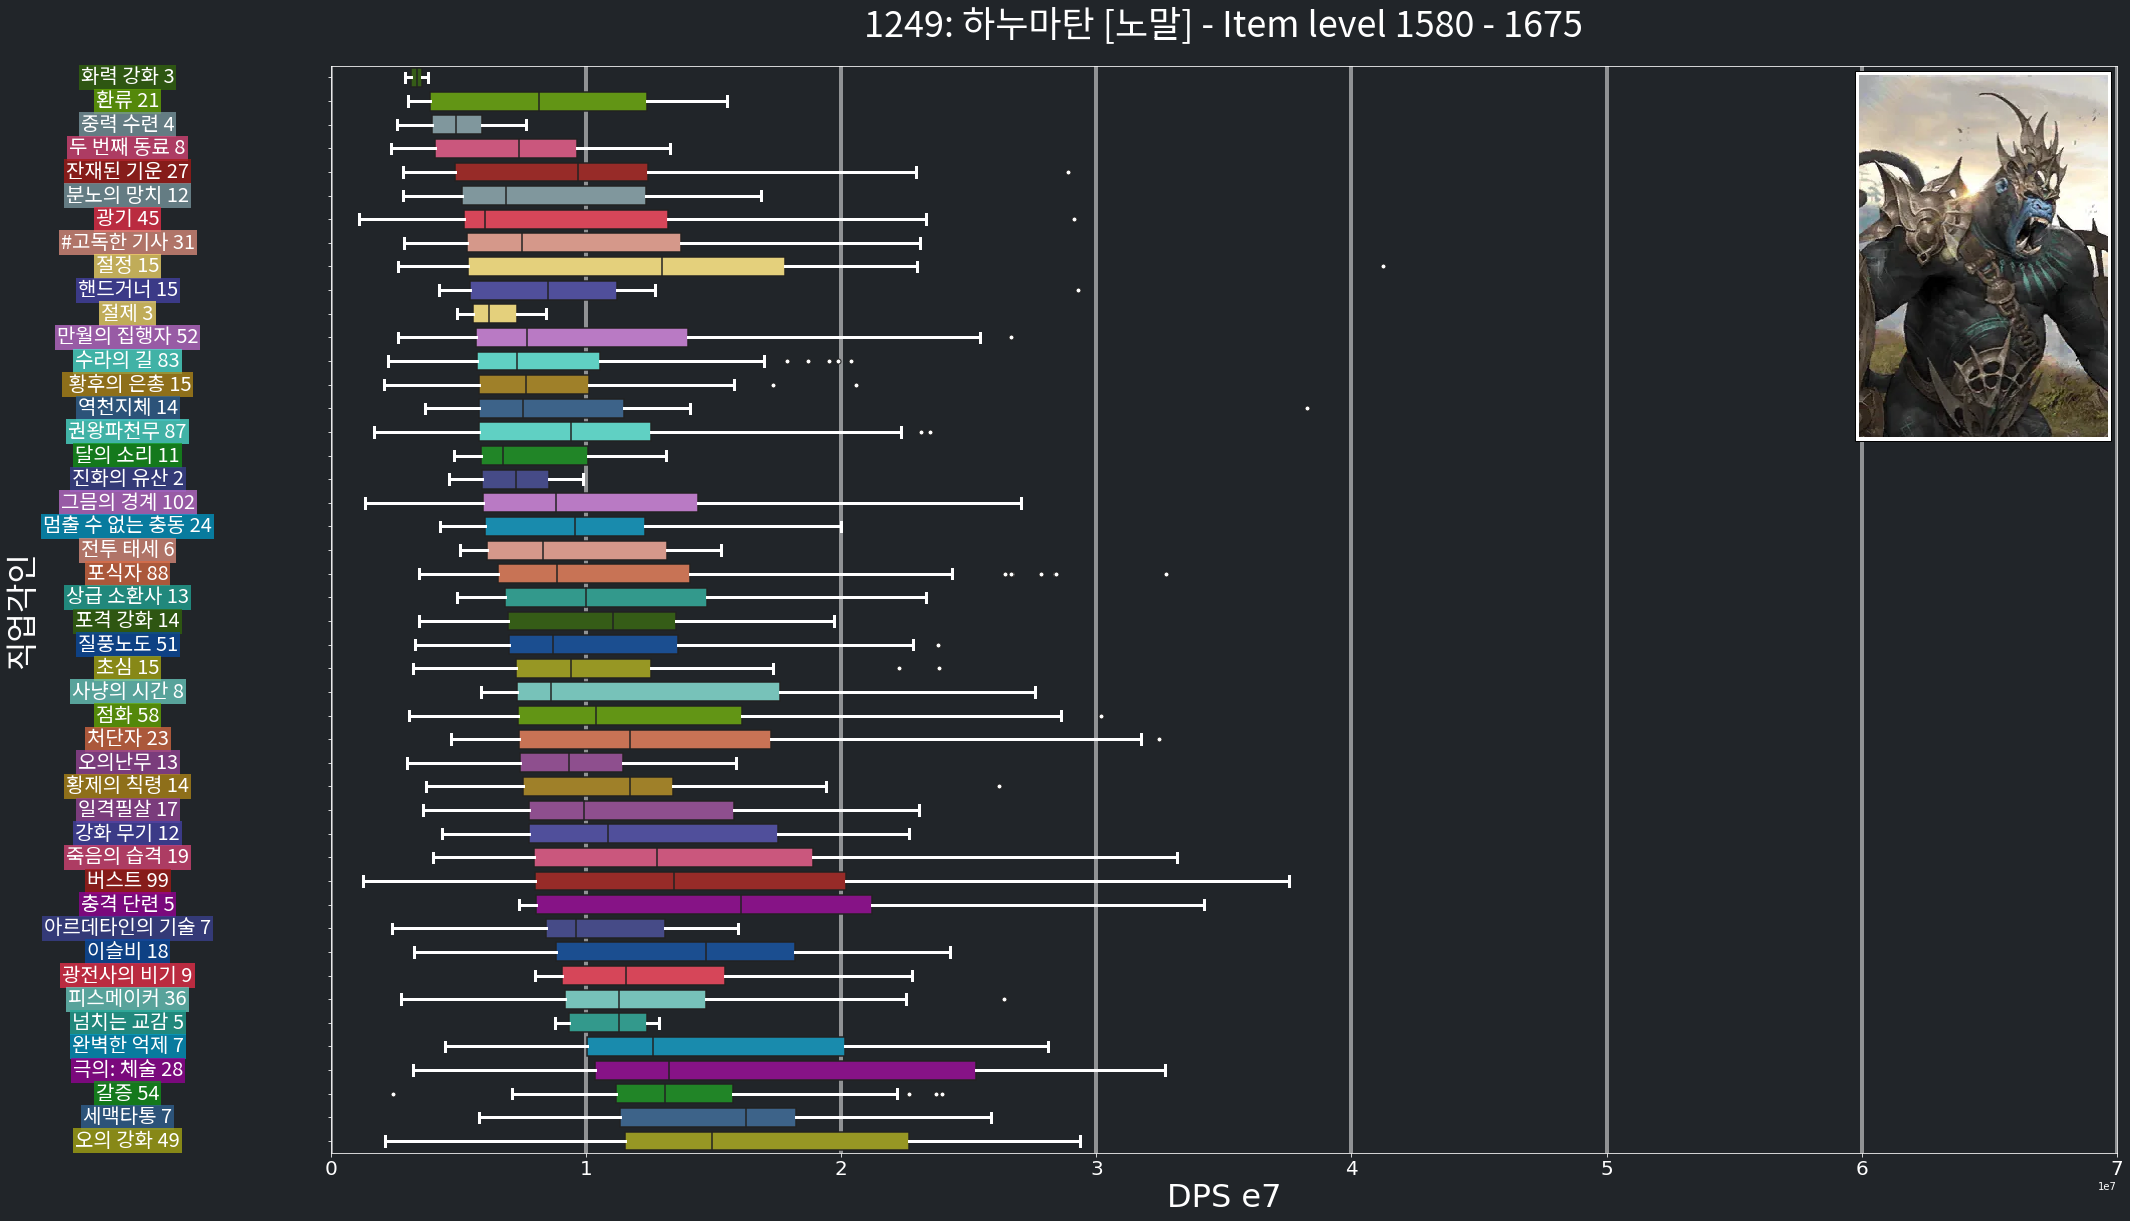 1249: 하누마탄 [노말] - Item level 1580 - 1675
화력 강화 3
환류 21
중력 수련 4
두 번째 동료 8
잔재된 기운 27
분노의 망치 12
광기 45
#고독한 기사 31
절정 15
핸드거너 15
절제 3
만월의 집행자 52
수라의 길 83
황후의 은총 15
역천지체 14
권왕파천무 87
달의 소리 11
진화의 유산 2
그믐의 경계 102
멈출 수 없는 충동 24
전투 태세 6
포식자 88
상급 소환사 13
포격 강화 14
질풍노도 51
초심 15
사냥의 시간 8
점화 58
처단자 23
오의난무 13
황제의 칙령 14
일격필살 17
강화 무기 12
죽음의 습격 19
버스트 99
충격 단련 5
아르데타인의 기술 7
이슬비 18
광전사의 비기 9
피스메이커 36
넘치는 교감 5
완벽한 억제 7
극의: 체술 28
갈증 54
세맥타통 7
오의 강화 49
직업각인
0 1 2 3 4 5 6 7
1e7
DPS e7